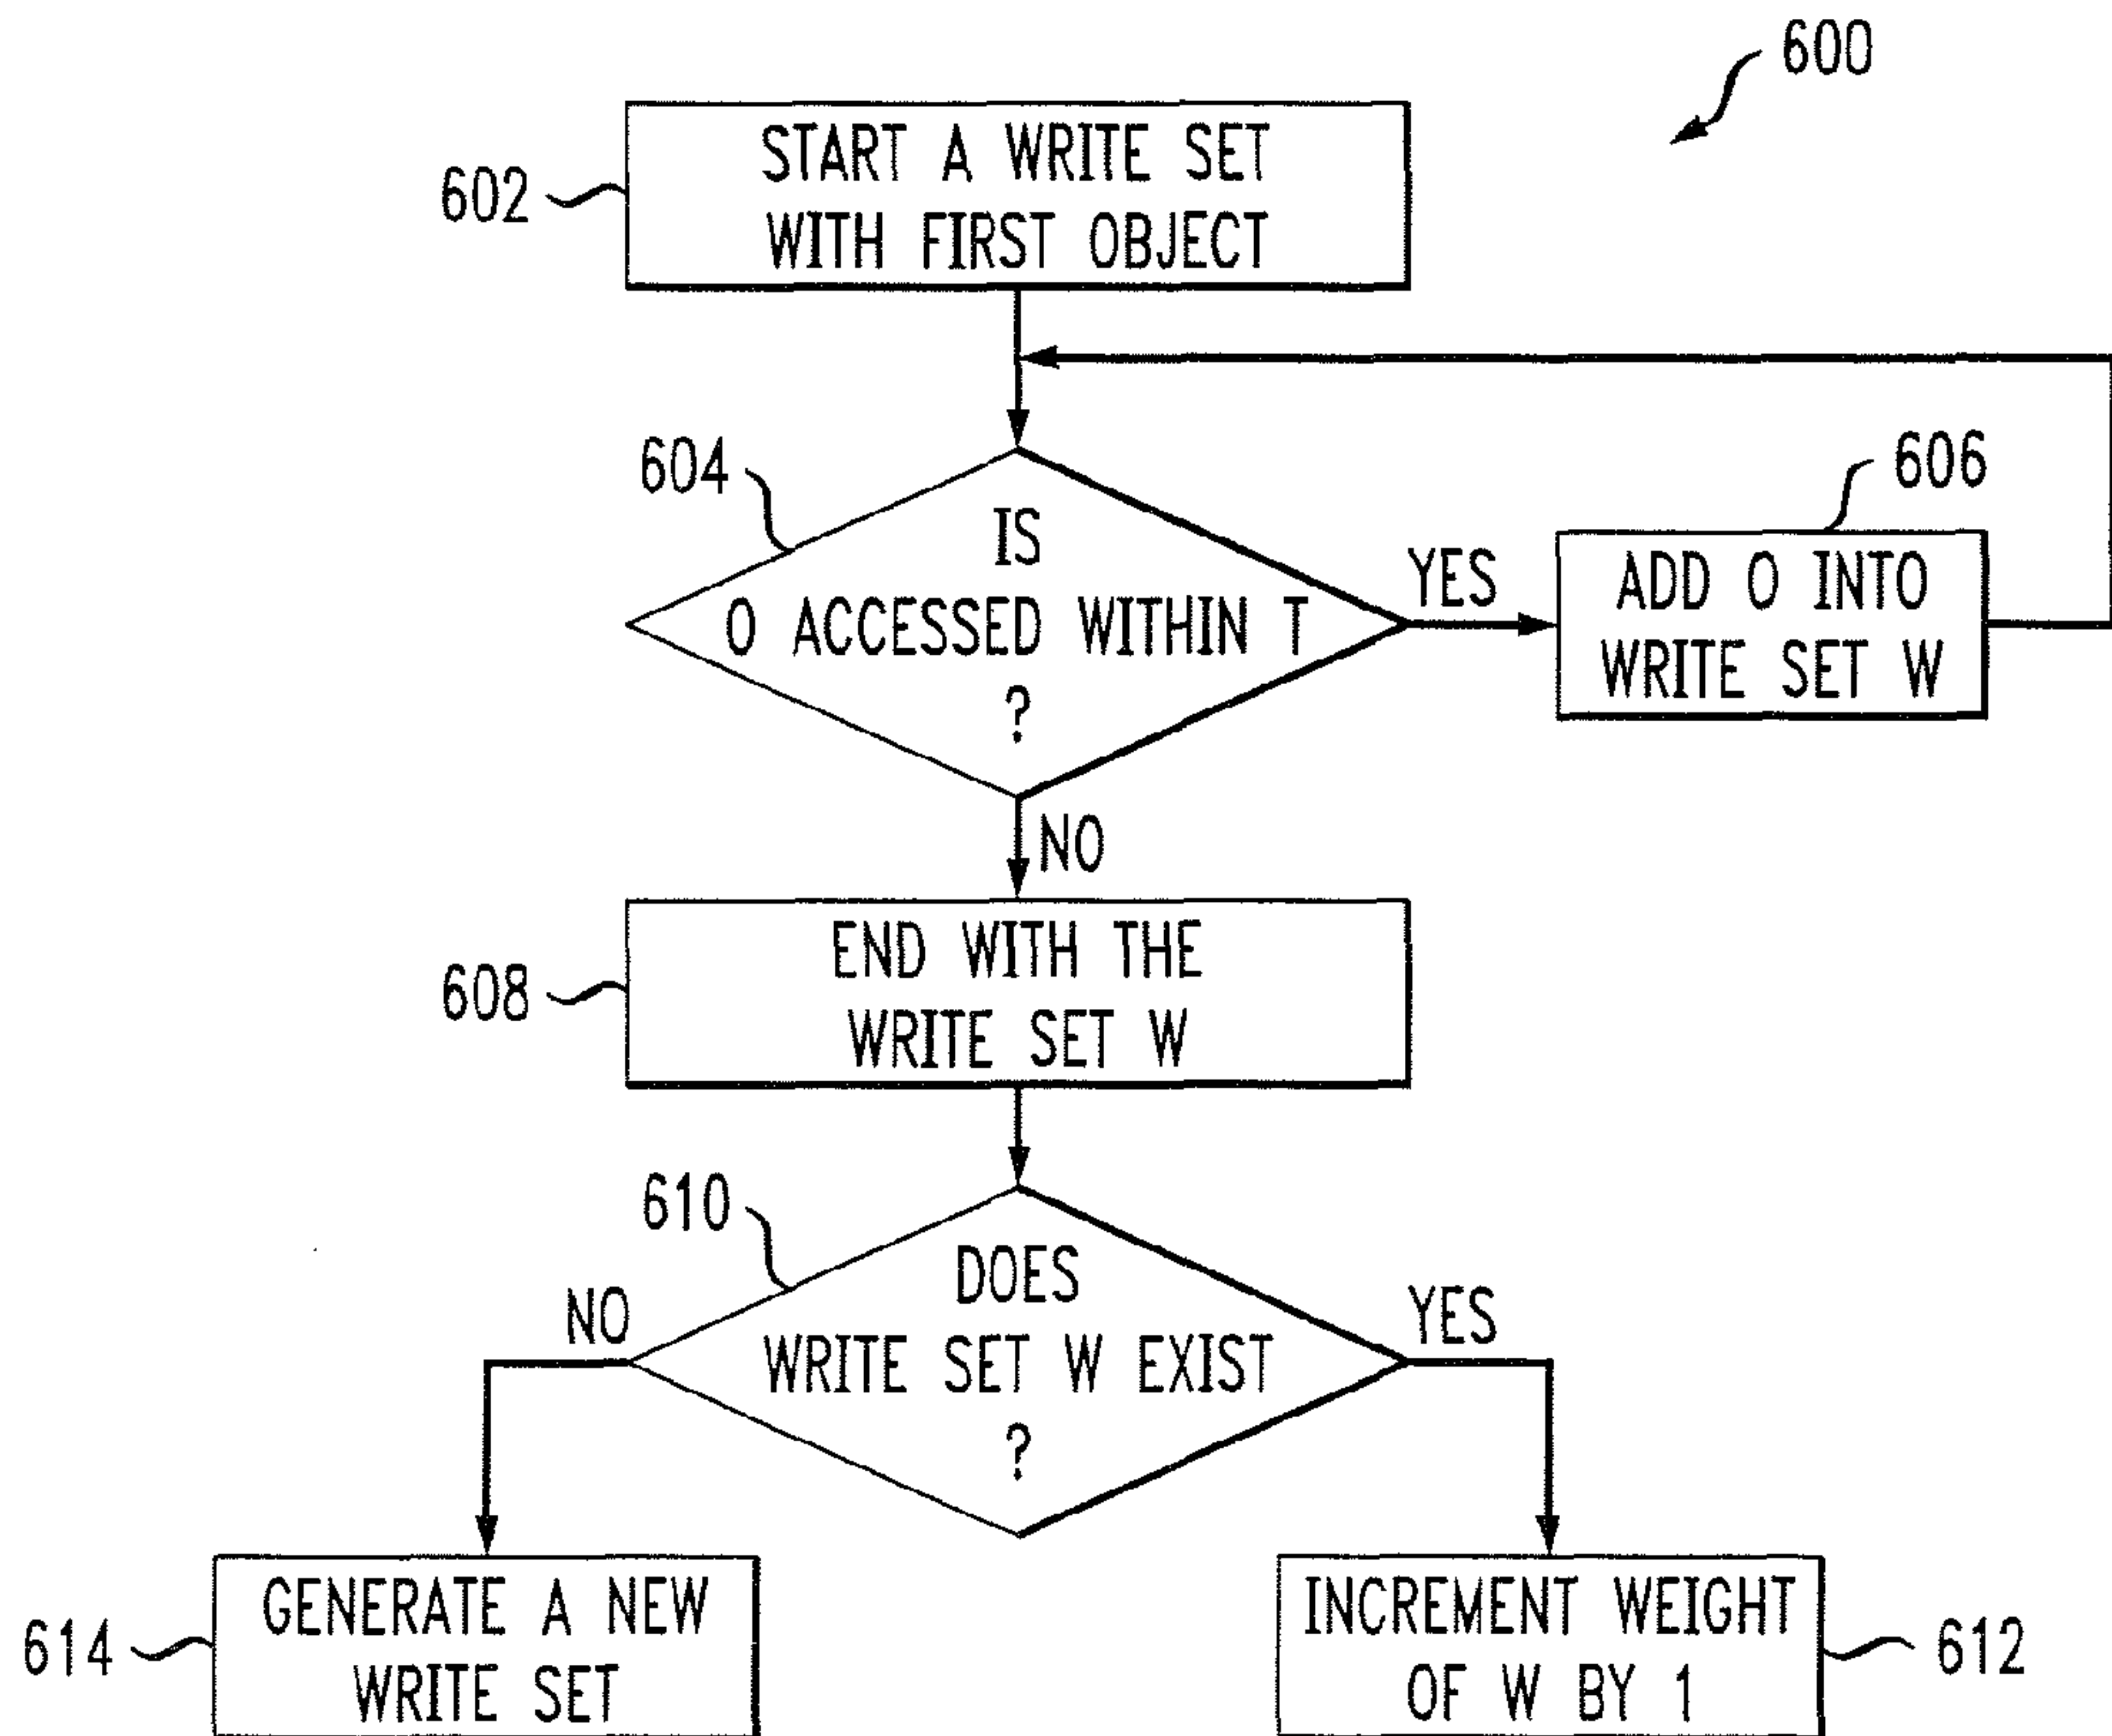 600
602
START A WRITE SET
WITH FIRST OBJECT
604
IS
O ACCESSED WITHIN T
?
YES
606
ADD O INTO
WRITE SET W
NO
608
END WITH THE
WRITE SET W
610
DOES
WRITE SET W EXIST
?
NO
YES
614
GENERATE A NEW
WRITE SET
INCREMENT WEIGHT
OF W BY 1
612